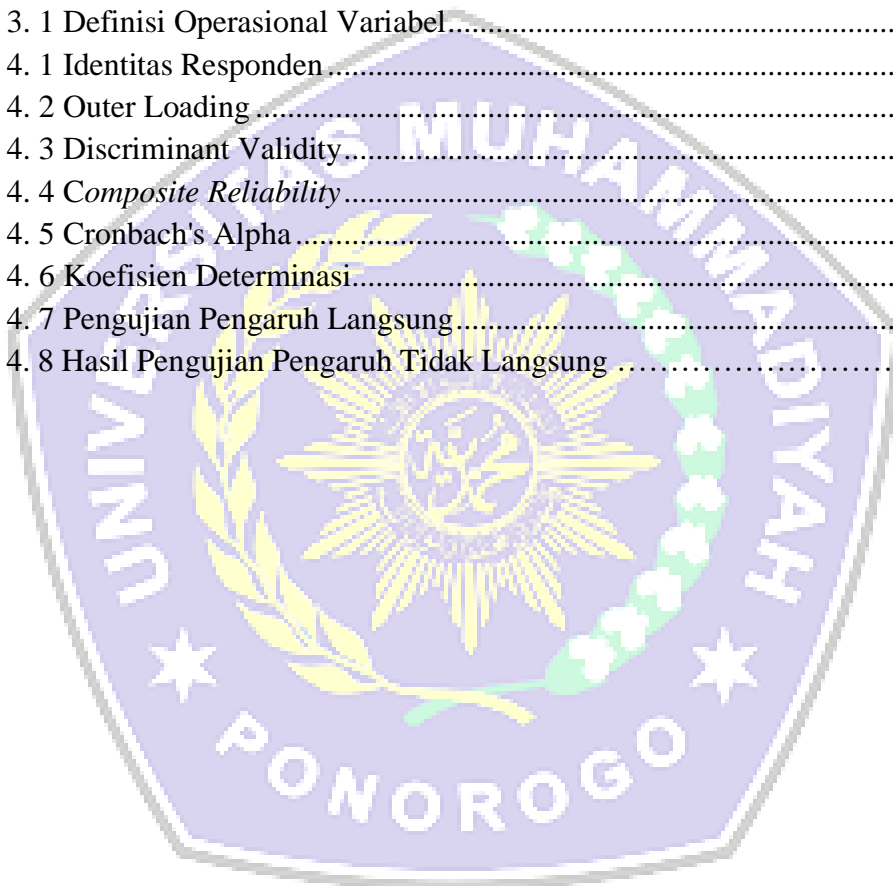 3. 1 Definisi Operasional Variabel........................................................
4. 1 Identitas Responden.......................................................................
4. 2 Outer Loading................................................................................
4. 3 Discriminant Validity.....................................................................
4. 4 Composite Reliability.....................................................................
4. 5 Cronbach's Alpha...........................................................................
4. 6 Koefisien Determinasi....................................................................
4. 7 Pengujian Pengaruh Langsung.......................................................
4. 8 Hasil Pengujian Pengaruh Tidak Langsung ……………………...
UNIVERSITAS MUHAMMADIYAH
PONOROGO